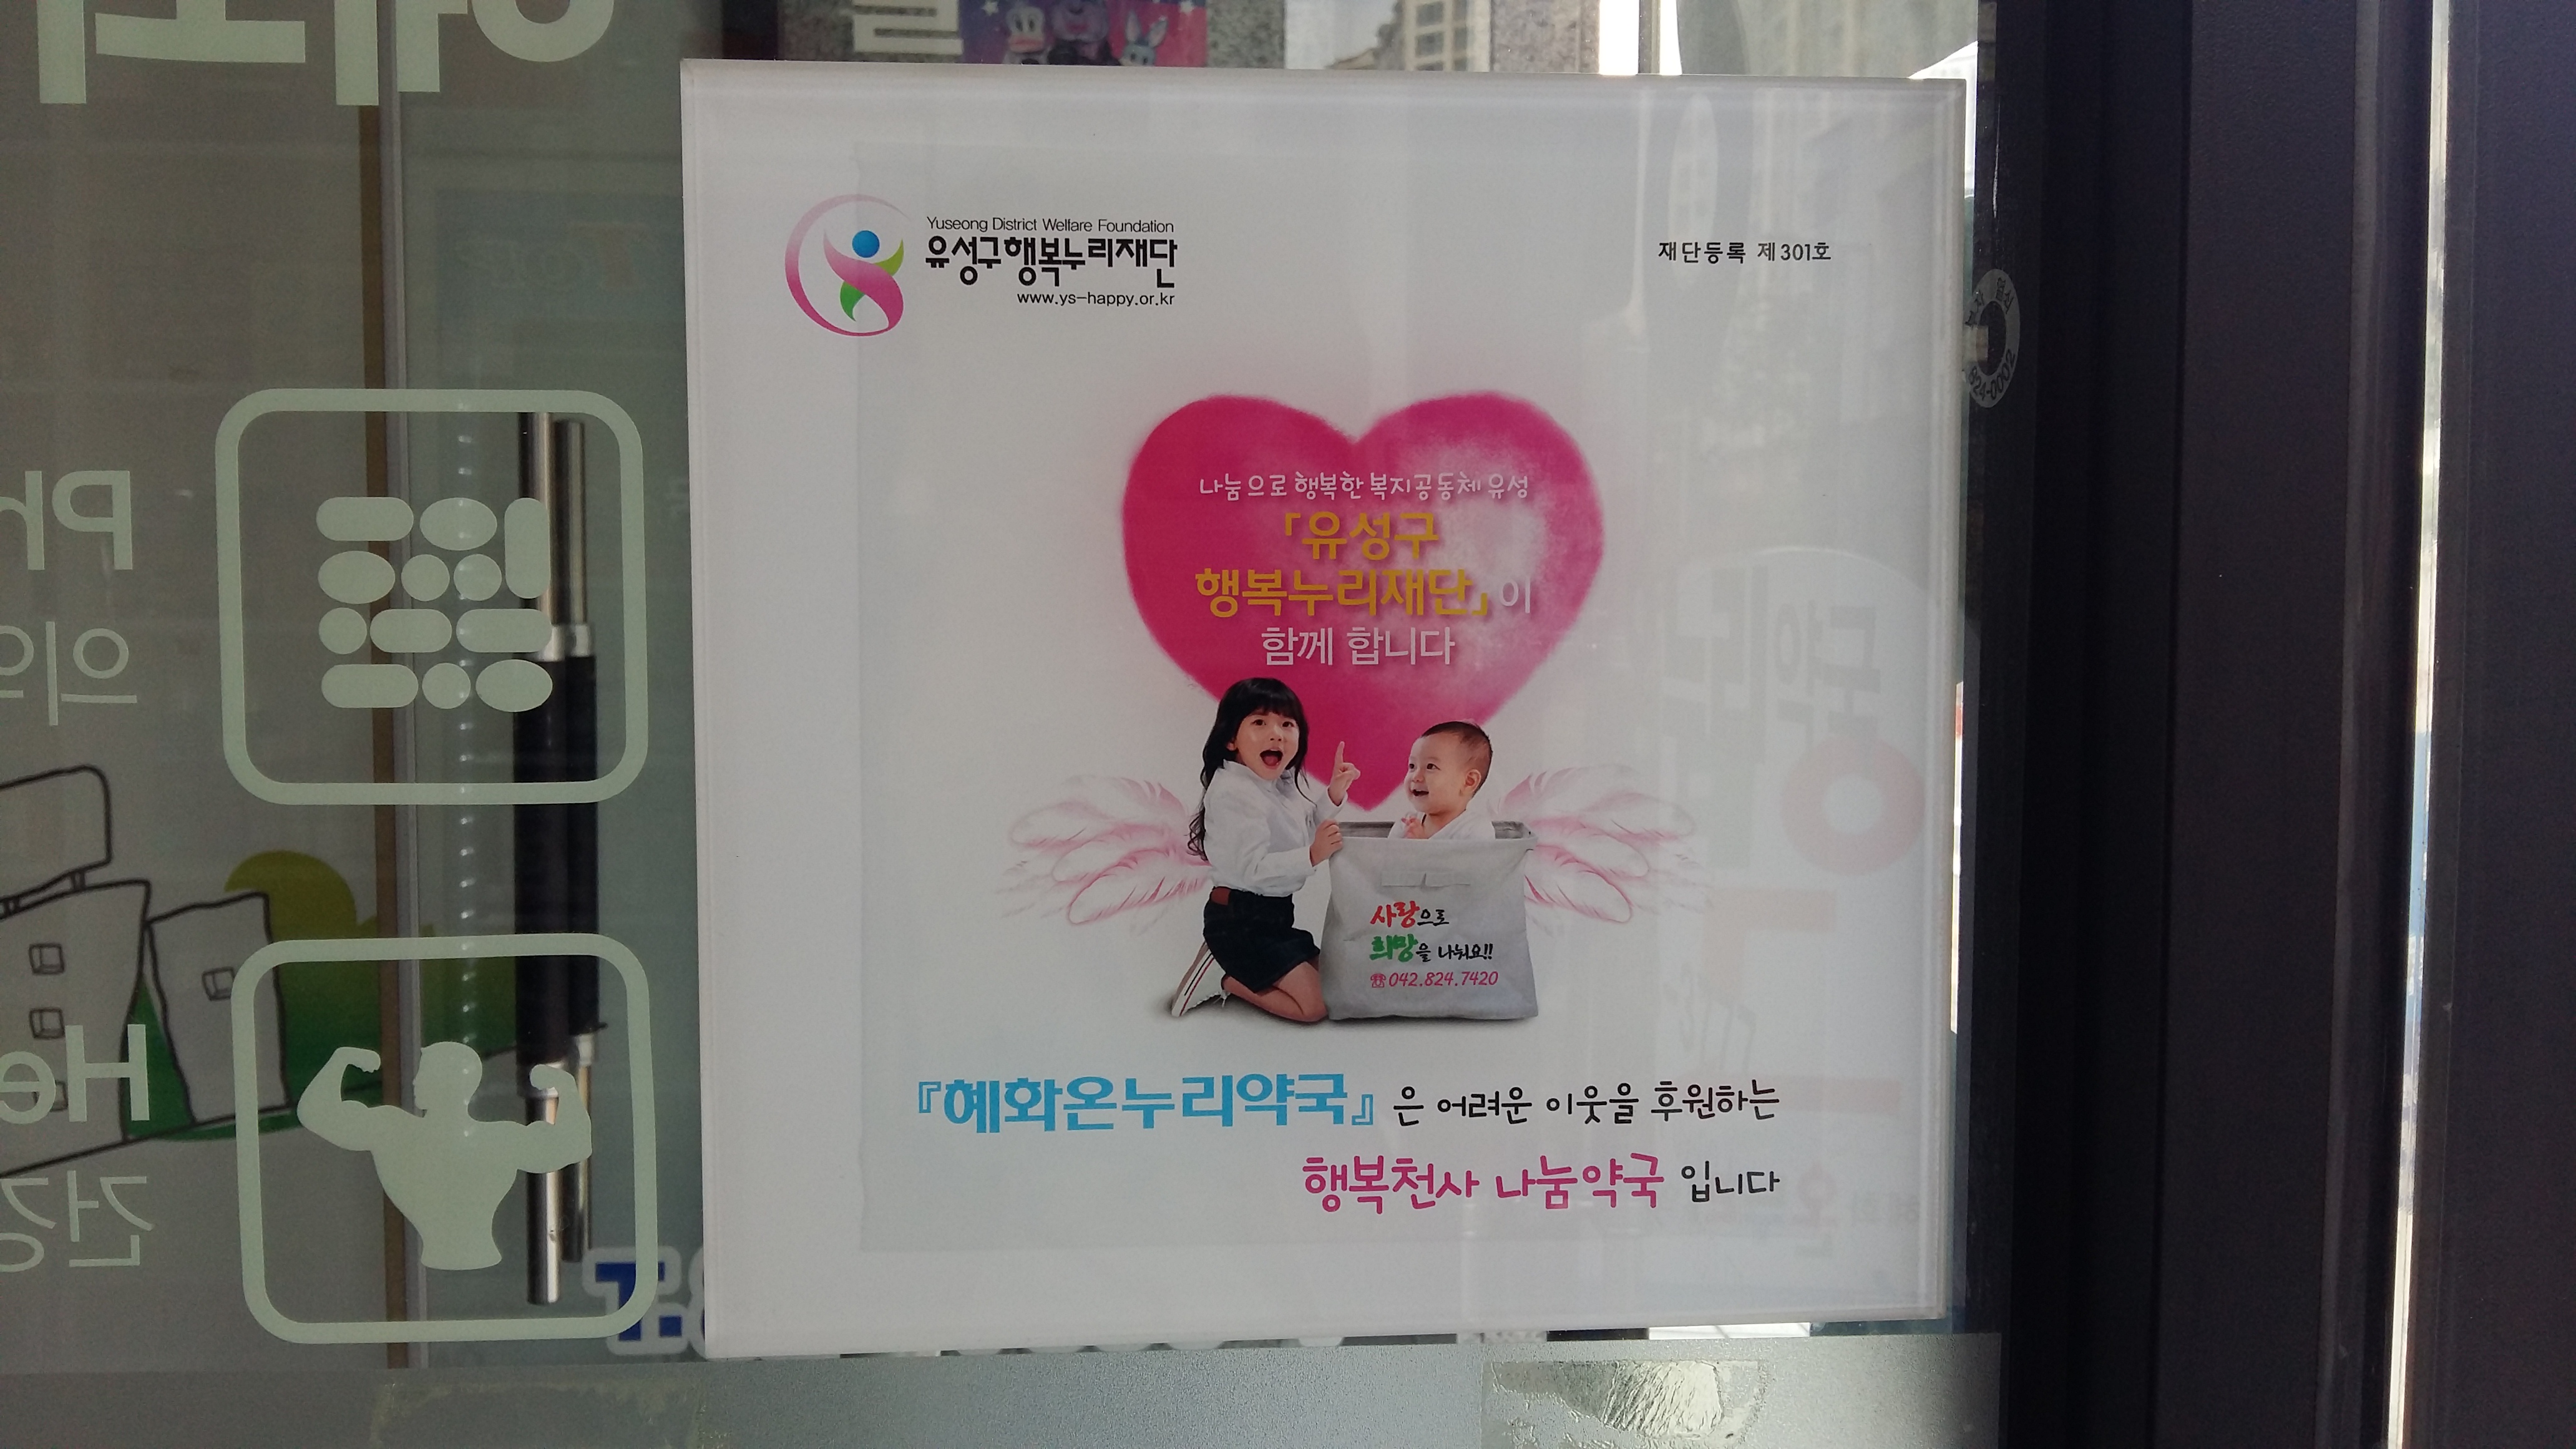 Yuseong District Welfare Foundation
유성구행복누리재단
www.ys-happy.or.kr
재단등록 제301호
나눔으로 행복한 복지공동체 유성
「유성구
행복누리재단」이
함께 합니다
사랑으로
희망을 나눠요!!
☎042.824.7420
『혜화온누리약국』은 어려운 이웃을 후원하는
행복천사 나눔약국 입니다
Ph
의
He
건강